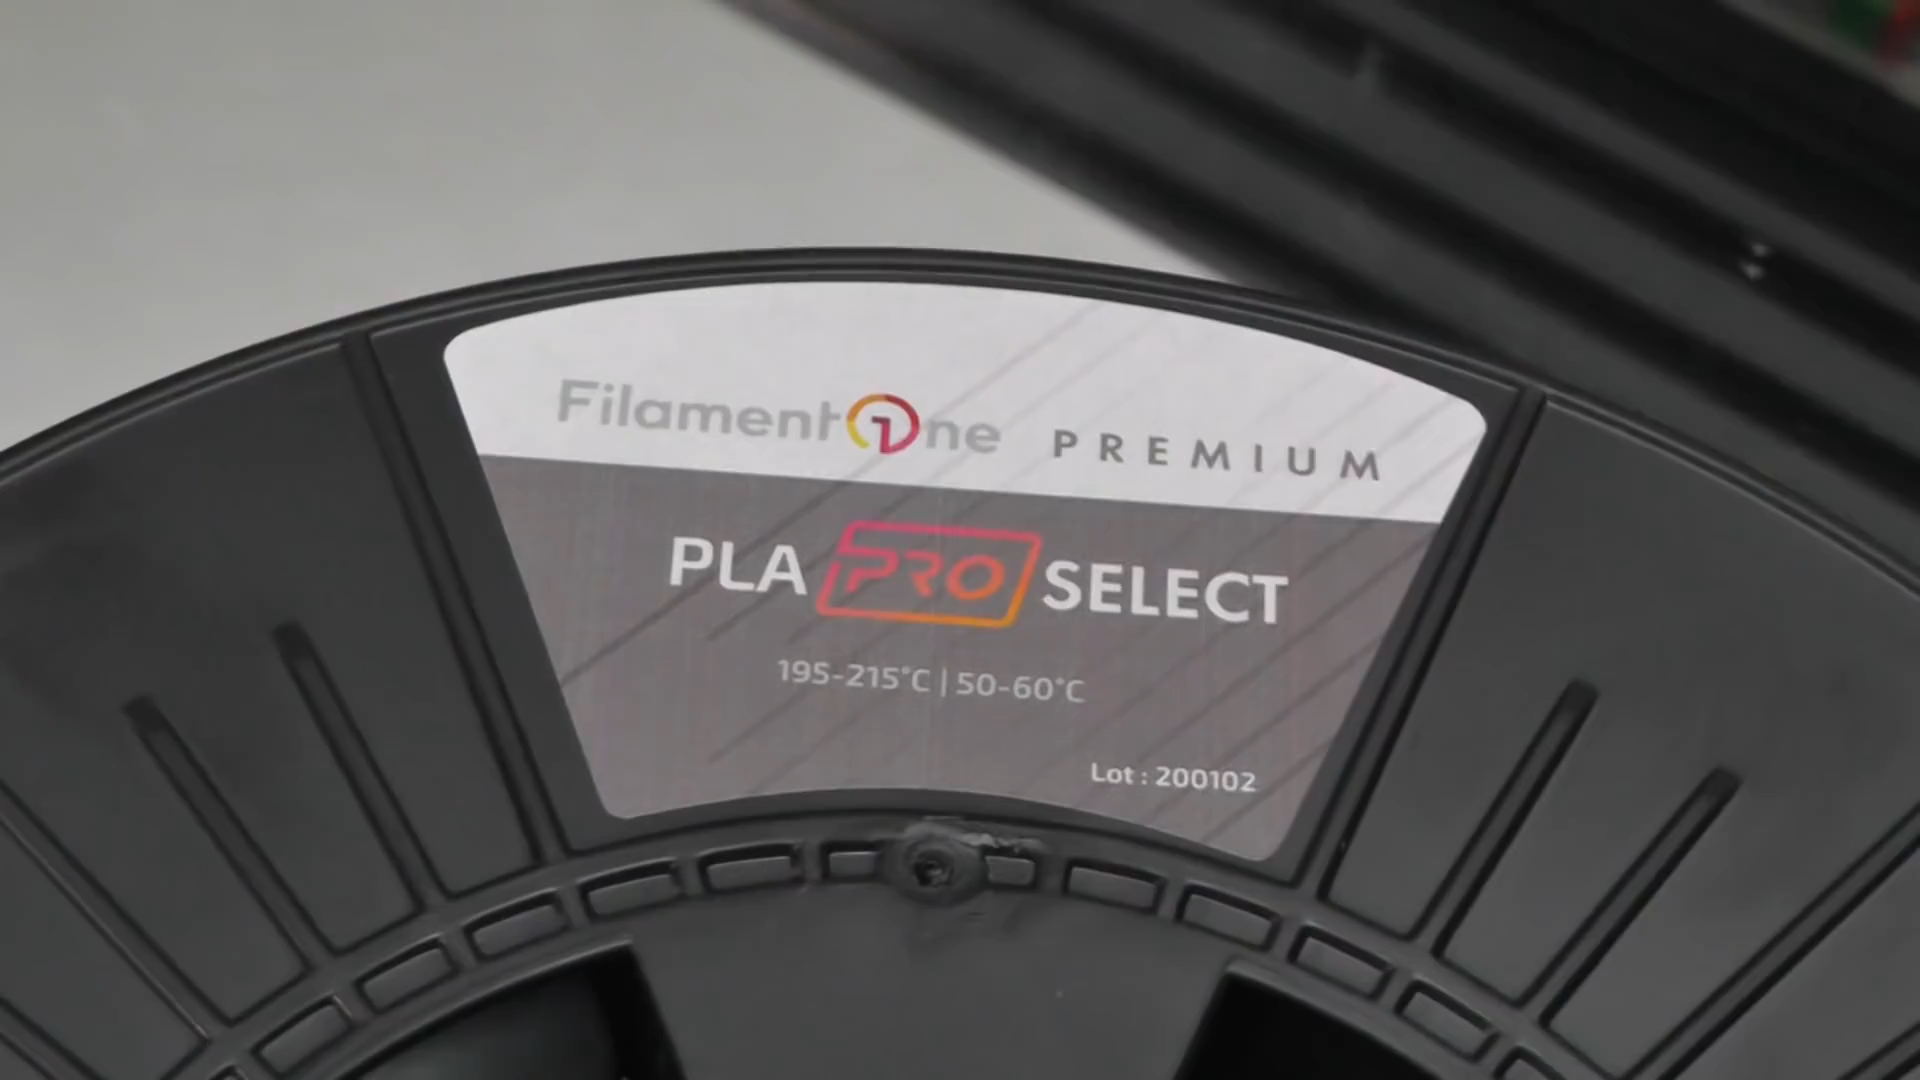 FilamentOne PREMIUM
PLA PRO SELECT
195-215°C | 50-60°C
Lot : 200102